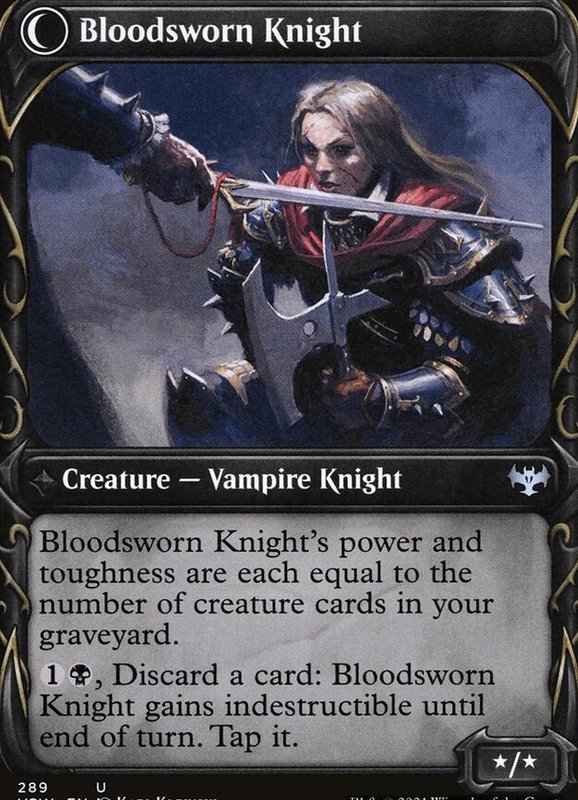 Bloodsworn Knight
Creature — Vampire Knight
Bloodsworn Knight's power and
toughness are each equal to the
number of creature cards in your
graveyard.
1, Discard a card: Bloodsworn
Knight gains indestructible until
end of turn. Tap it.
*/*
289 U